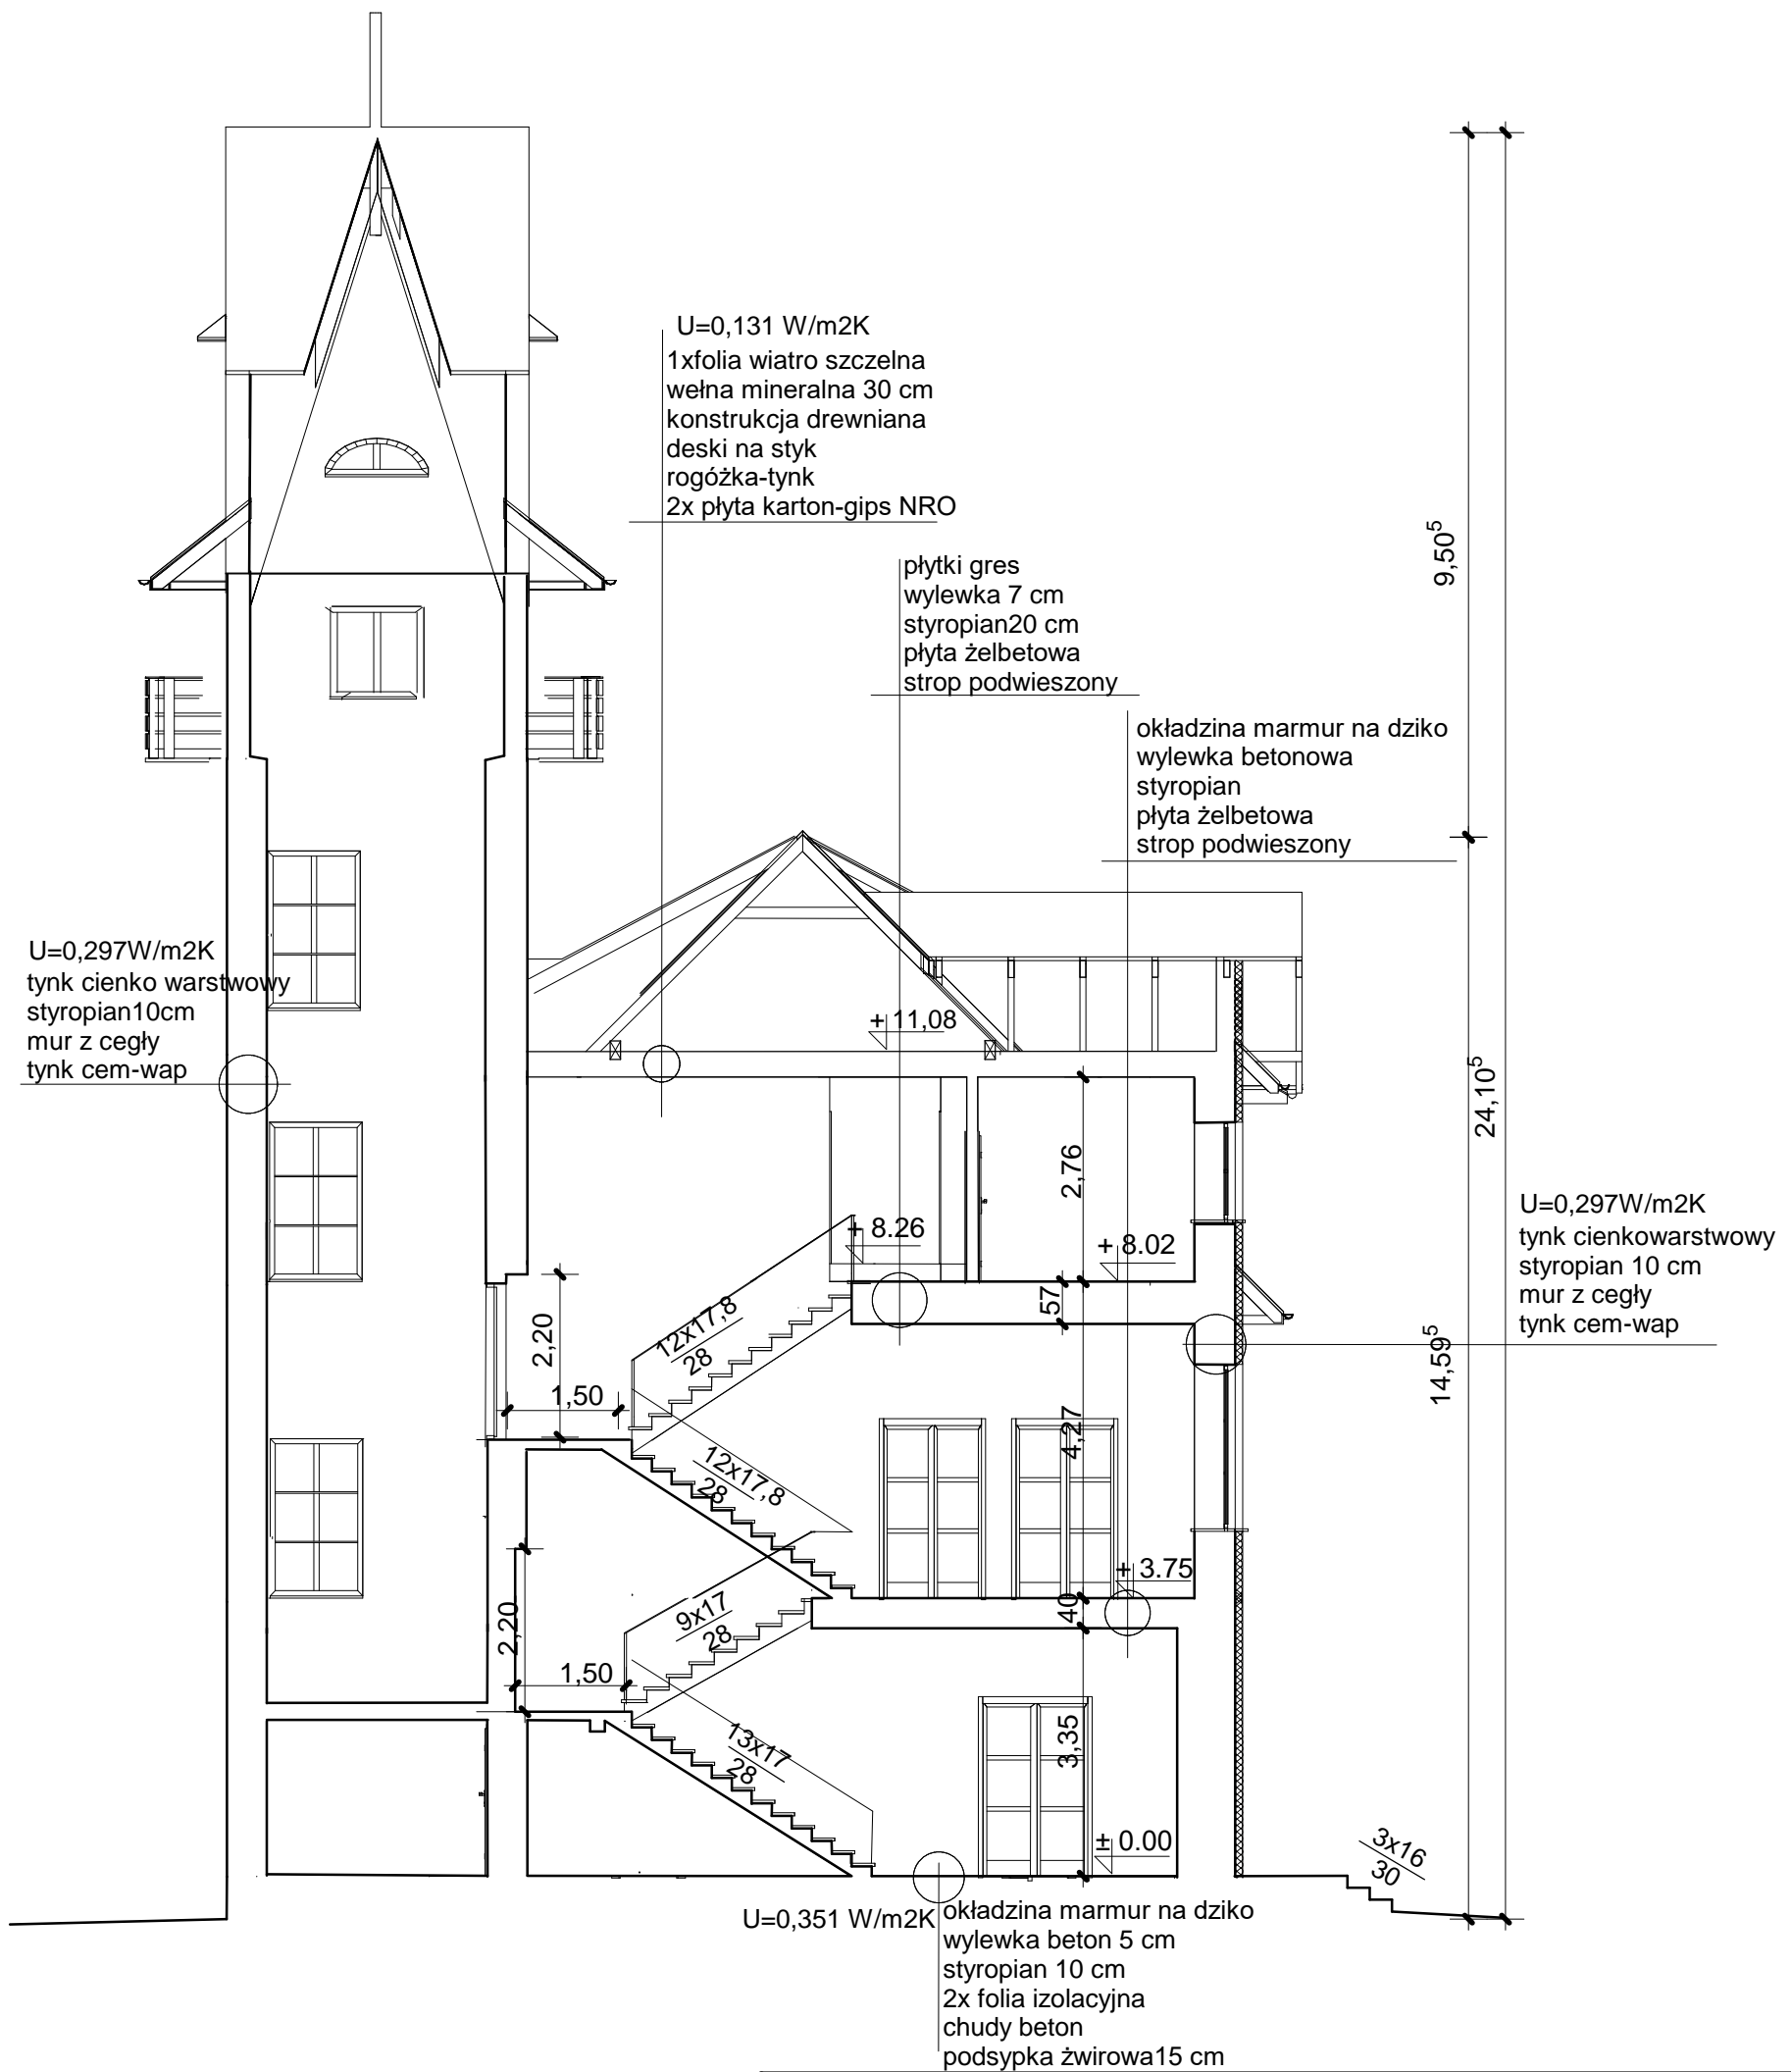 U=0,131 W/m2K
1xfolia wiatro szczelna
wełna mineralna 30 cm
konstrukcja drewniana
deski na styk
rogóżka-tynk
2x płyta karton-gips NRO
9,50⁵
płytki gres
wylewka 7 cm
styropian20 cm
płyta żelbetowa
strop podwieszony
okładzina marmur na dziko
wylewka betonowa
styropian
płyta żelbetowa
strop podwieszony
U=0,297W/m2K
tynk cienko warstwowy
styropian10cm
mur z cegły
tynk cem-wap
+ 11,08
24,10⁵
2,76
U=0,297W/m2K
tynk cienkowarstwowy
styropian 10 cm
mur z cegły
tynk cem-wap
+ 8.26
+ 8.02
57
2,20
12x17,8
28
14,59⁵
1,50
4,27
12x17,8
28
+ 3.75
40
9x17
28
2,20
1,50
13x17
28
3,35
± 0.00
3x16
30
U=0,351 W/m2K
okładzina marmur na dziko
wylewka beton 5 cm
styropian 10 cm
2x folia izolacyjna
chudy beton
podsypka żwirowa15 cm